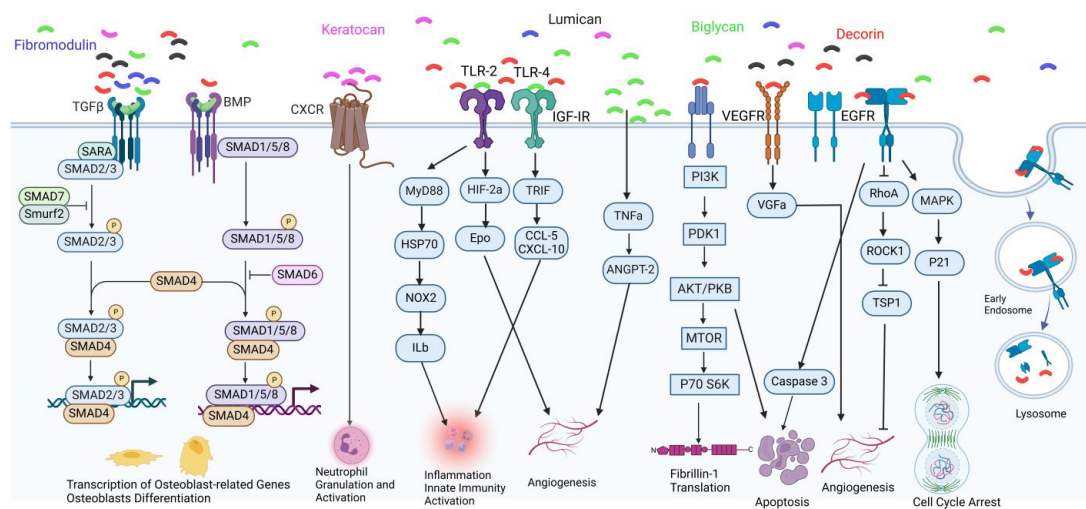 Fibromodulin
Keratocan
Lumican
Biglycan
Decorin
TGFβ
BMP
CXCR
TLR-2
TLR-4
IGF-IR
VEGFR
EGFR
SARA
SMAD2/3
SMAD7
Smurf2
P
SMAD2/3
SMAD4
P
SMAD2/3
SMAD4
P
SMAD2/3
SMAD4
SMAD1/5/8
P
SMAD1/5/8
SMAD6
P
SMAD1/5/8
SMAD4
P
SMAD1/5/8
SMAD4
Transcription of Osteoblast-related Genes
Osteoblasts Differentiation
Neutrophil
Granulation and
Activation
MyD88
HSP70
NOX2
ILb
HIF-2a
Epo
TRIF
CCL-5
CXCL-10
Inflammation
Innate Immunity
Activation
TNFa
ANGPT-2
Angiogenesis
PI3K
PDK1
AKT/PKB
MTOR
P70 S6K
N
C
Fibrillin-1
Translation
VGFa
Caspase 3
Apoptosis
RhoA
ROCK1
TSP1
Angiogenesis
MAPK
P21
Cell Cycle Arrest
Early
Endosome
Lysosome